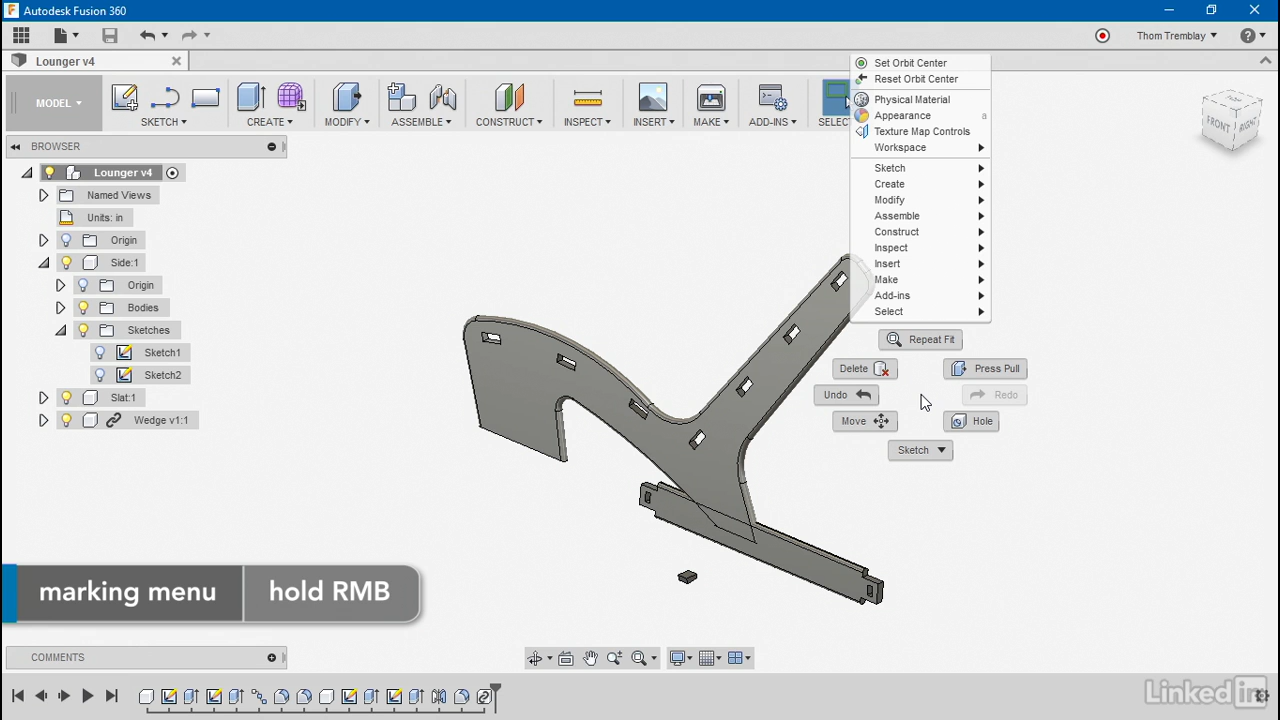 Autodesk Fusion 360
Thom Tremblay
Lounger v4
MODEL
SKETCH
CREATE
MODIFY
ASSEMBLE
CONSTRUCT
INSPECT
INSERT
MAKE
ADD-INS
SELECT
Set Orbit Center
Reset Orbit Center
Physical Material
Appearance a
Texture Map Controls
Workspace
Sketch
Create
Modify
Assemble
Construct
Inspect
Insert
Make
Add-ins
Select
FRONT
RIGHT
BROWSER
Lounger v4
Named Views
Units: in
Origin
Side:1
Origin
Bodies
Sketches
Sketch1
Sketch2
Slat:1
Wedge v1:1
Repeat Fit
Delete
Press Pull
Undo
Redo
Move
Hole
Sketch
marking menu
hold RMB
COMMENTS
Linked in